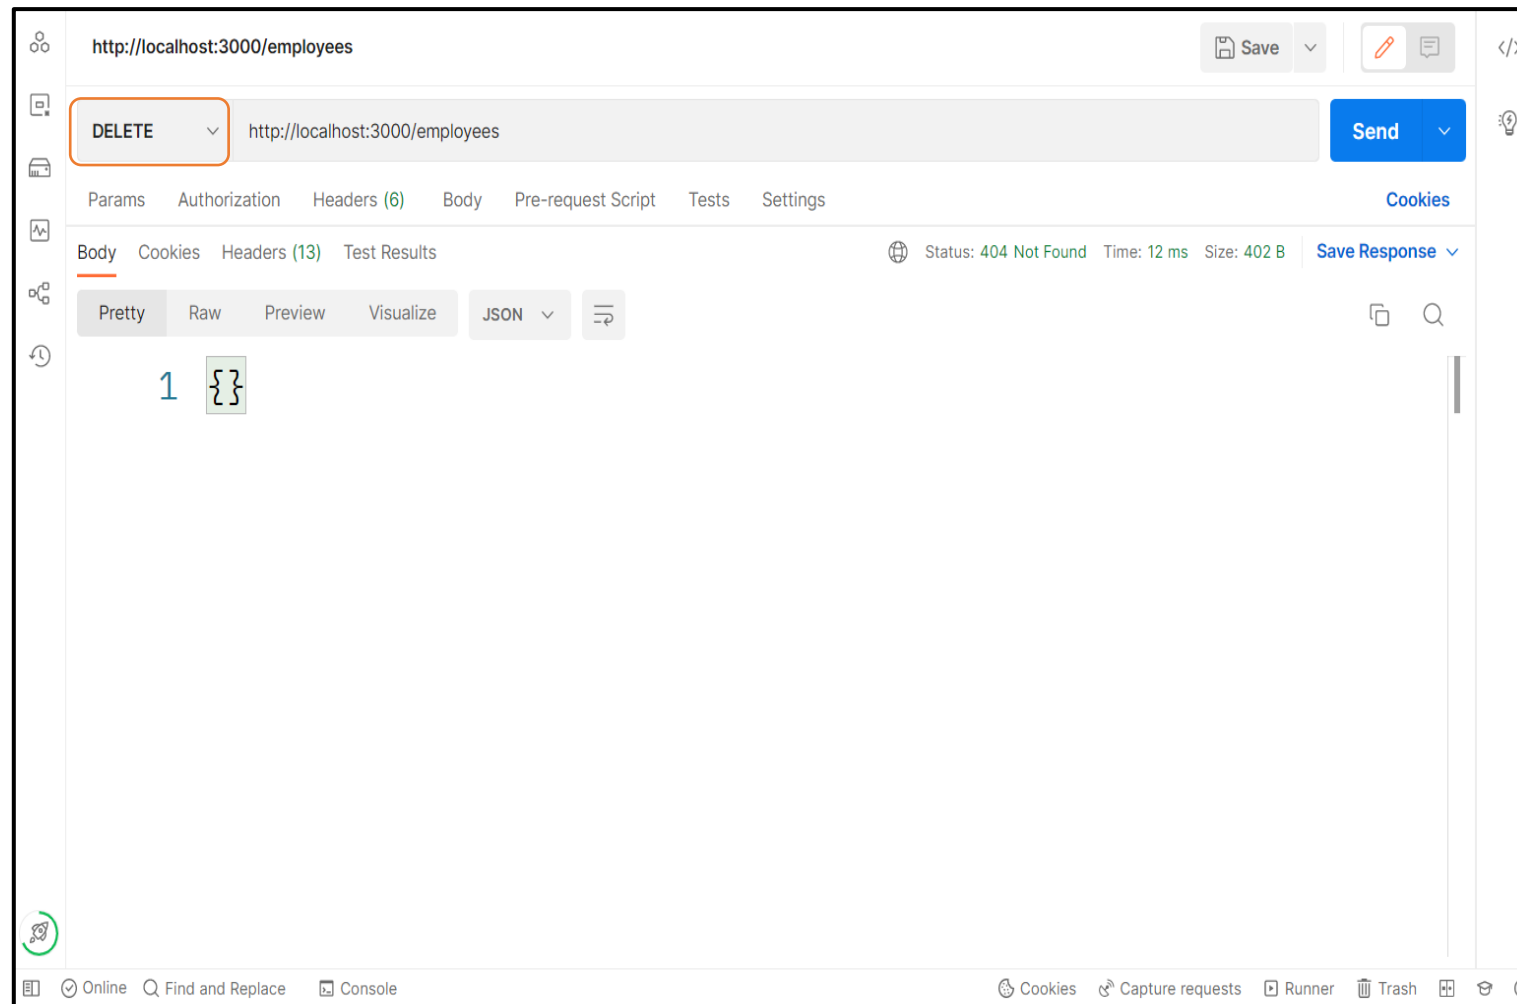 http://localhost:3000/employees
Save
DELETE http://localhost:3000/employees Send
Params Authorization Headers (6) Body Pre-request Script Tests Settings Cookies
Body Cookies Headers (13) Test Results Status: 404 Not Found Time: 12 ms Size: 402 B Save Response
Pretty Raw Preview Visualize JSON
1 {}
Online Find and Replace Console Cookies Capture requests Runner Trash